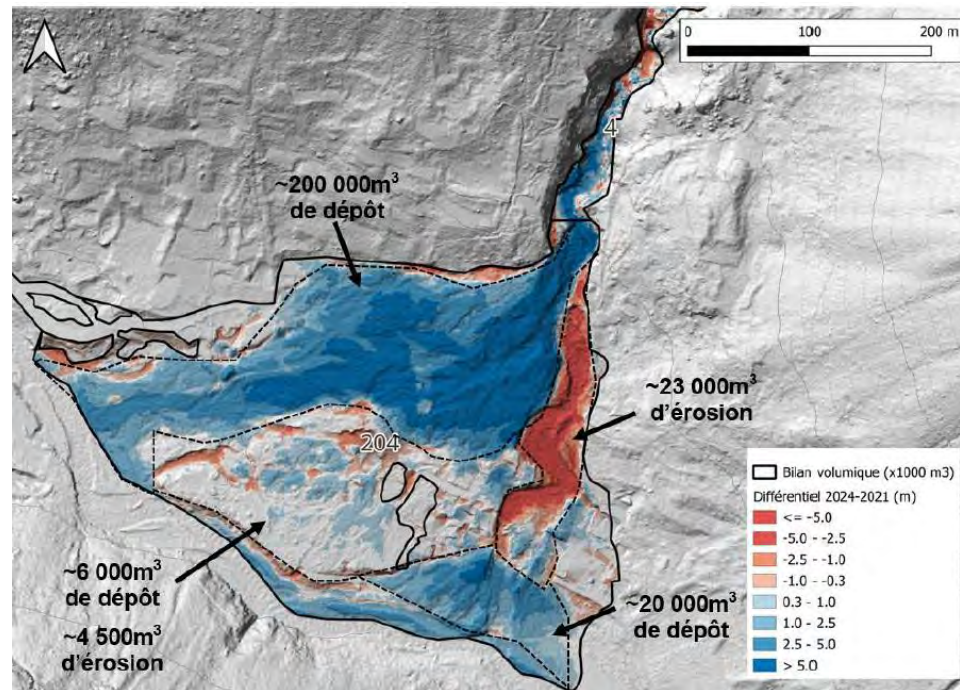 0 100 200 m
4
~200 000m³
de dépôt
~23 000m³
d'érosion
204
Bilan volumique (x1000 m3)
Différentiel 2024-2021 (m)
<= -5.0
-5.0 - -2.5
-2.5 - -1.0
-1.0 - -0.3
0.3 - 1.0
1.0 - 2.5
2.5 - 5.0
> 5.0
~6 000m³
de dépôt
~4 500m³
d'érosion
~20 000m³
de dépôt